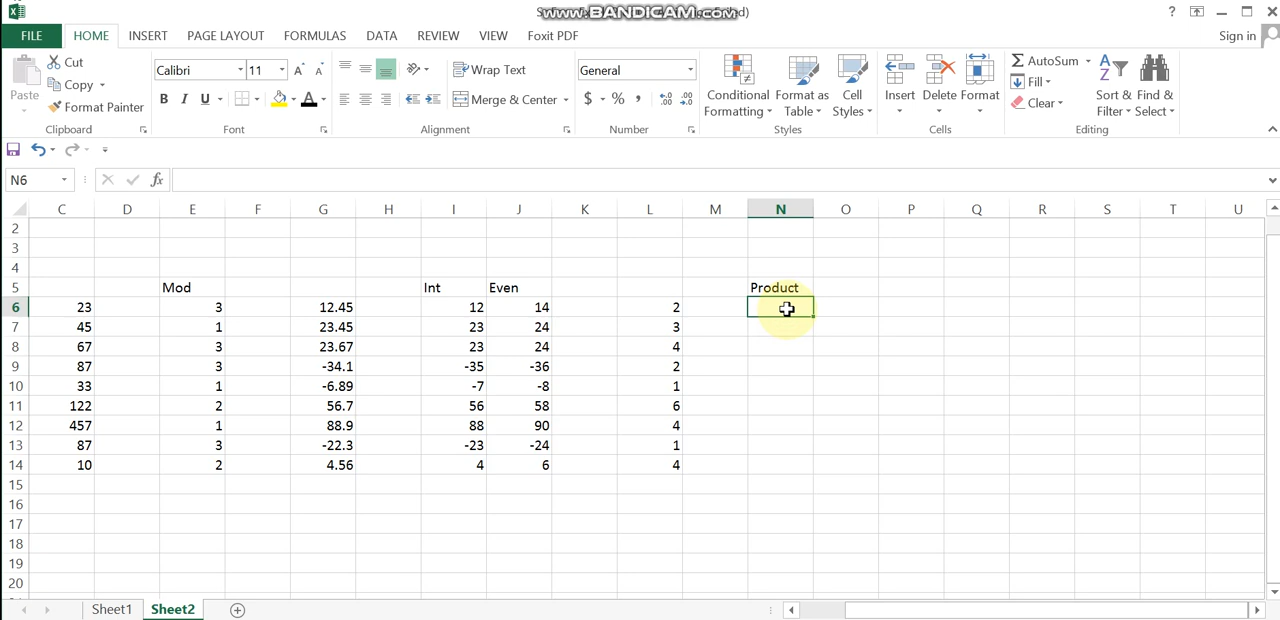 www.BANDICAM.com
FILE HOME INSERT PAGE LAYOUT FORMULAS DATA REVIEW VIEW Foxit PDF Sign in
Paste Cut Copy Format Painter
Calibri 11 B I U
Wrap Text
Merge & Center
General
$ % ,
Conditional Formatting Format as Table Cell Styles
Insert Delete Format
AutoSum
Fill
Clear
Sort & Filter Find & Select
Clipboard Font Alignment Number Styles Cells Editing
N6 fx
C D E F G H I J K L M N O P Q R S T U
2
3
4
5 Mod Int Even Product
6 23 3 12.45 12 14 2
7 45 1 23.45 23 24 3
8 67 3 23.67 23 24 4
9 87 3 -34.1 -35 -36 2
10 33 1 -6.89 -7 -8 1
11 122 2 56.7 56 58 6
12 457 1 88.9 88 90 4
13 87 3 -22.3 -23 -24 1
14 10 2 4.56 4 6 4
15
16
17
18
19
20
Sheet1 Sheet2